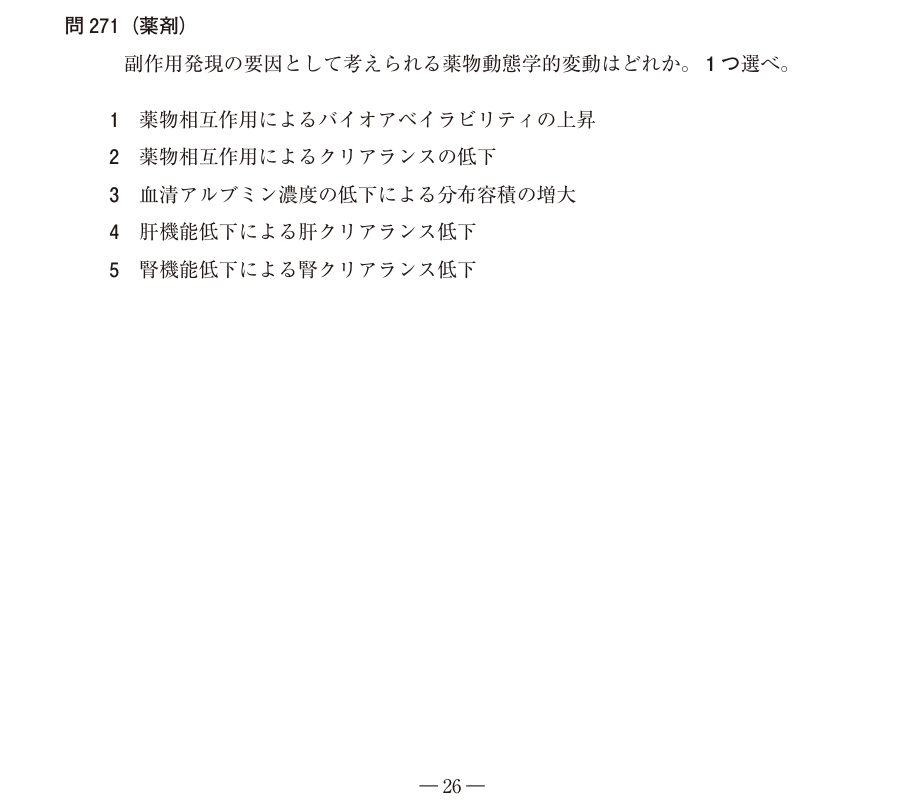 問 271（薬剤）
副作用発現の要因として考えられる薬物動態学的変動はどれか。1 つ選べ。
1 薬物相互作用によるバイオアベイラビリティの上昇
2 薬物相互作用によるクリアランスの低下
3 血清アルブミン濃度の低下による分布容積の増大
4 肝機能低下による肝クリアランス低下
5 腎機能低下による腎クリアランス低下
― 26 ―